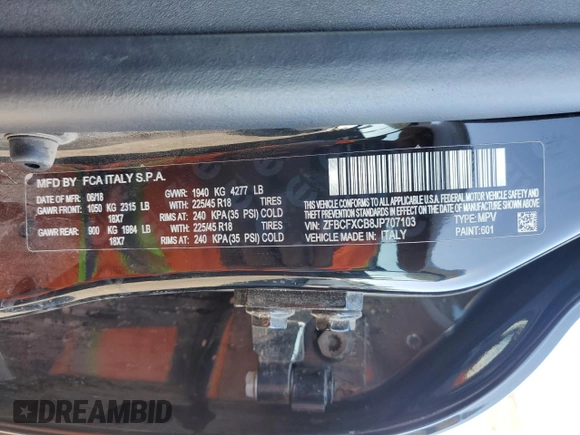 MFD BY FCA ITALY S.P.A.
DATE OF MFR: 06/18 GVWR: 1940 KG 4277 LB
GAWR FRONT: 1050 KG 2315 LB WITH: 225/45 R18 TIRES
18X7 RIMS AT: 240 KPA(35 PSI) COLD
GAWR REAR: 900 KG 1984 LB WITH: 225/45 R18 TIRES
18X7 RIMS AT: 240 KPA(35 PSI) COLD
THIS VEHICLE CONFORMS TO ALL APPLICABLE FEDERAL MOTOR VEHICLE
SAFETY, BUMPER AND THEFT PREVENTION STANDARDS IN EFFECT ON THE DATE OF MANUFACTURE SHOWN ABOVE
VIN: ZFBCFXCB8JP707103 TYPE: MPV
VEHICLE MADE IN: ITALY PAINT: 601
DREAMBID